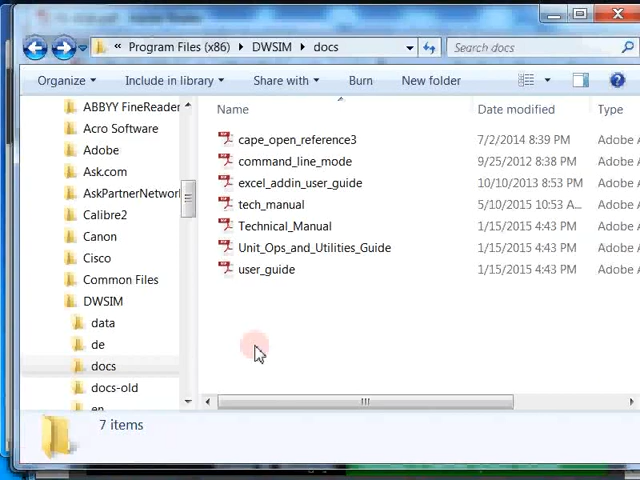 « Program Files (x86) DWSIM docs Search docs
Organize Include in library Share with Burn New folder
Name Date modified Type
ABBYY FineReader
Acro Software
Adobe
Ask.com
AskPartnerNetwork
Calibre2
Canon
Cisco
Common Files
DWSIM
data
de
docs
docs-old
en
cape_open_reference3 7/2/2014 8:39 PM Adobe A
command_line_mode 9/25/2012 8:38 PM Adobe A
excel_addin_user_guide 10/10/2013 8:53 PM Adobe A
tech_manual 5/10/2015 10:53 A... Adobe A
Technical_Manual 1/15/2015 4:43 PM Adobe A
Unit_Ops_and_Utilities_Guide 1/15/2015 4:43 PM Adobe A
user_guide 1/15/2015 4:43 PM Adobe A
7 items